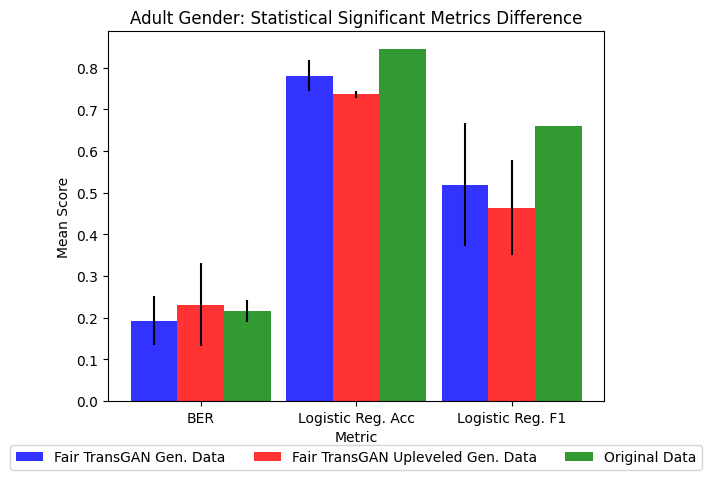 Adult Gender: Statistical Significant Metrics Difference
Mean Score
0.8
0.7
0.6
0.5
0.4
0.3
0.2
0.1
0.0
BER
Logistic Reg. Acc
Logistic Reg. F1
Metric
Fair TransGAN Gen. Data
Fair TransGAN Upleveled Gen. Data
Original Data